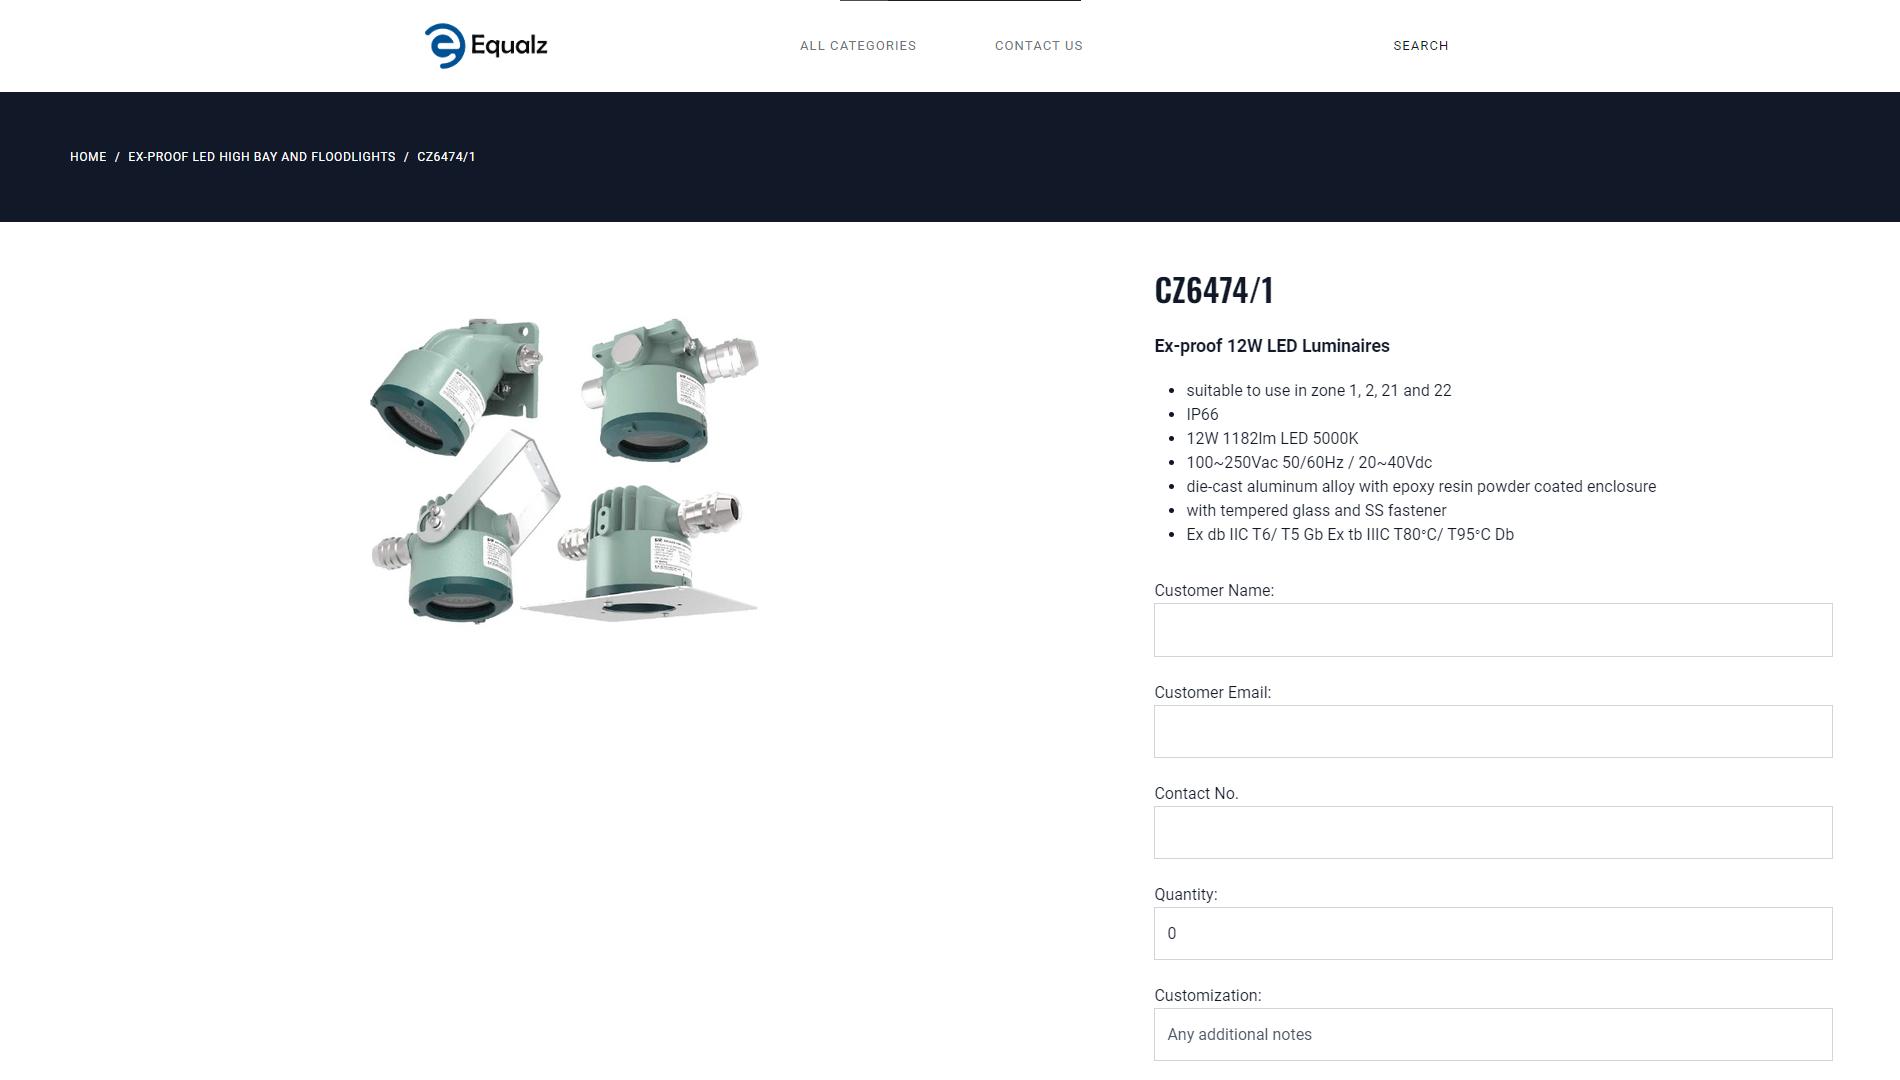 Equalz
ALL CATEGORIES
CONTACT US
SEARCH
HOME / EX-PROOF LED HIGH BAY AND FLOODLIGHTS / CZ6474/1
CZ6474/1
Ex-proof 12W LED Luminaires
suitable to use in zone 1, 2, 21 and 22
IP66
12W 1182lm LED 5000K
100~250Vac 50/60Hz / 20~40Vdc
die-cast aluminum alloy with epoxy resin powder coated enclosure
with tempered glass and SS fastener
Ex db IIC T6/ T5 Gb Ex tb IIIC T80°C/ T95°C Db
Customer Name:
Customer Email:
Contact No.
Quantity:
0
Customization:
Any additional notes